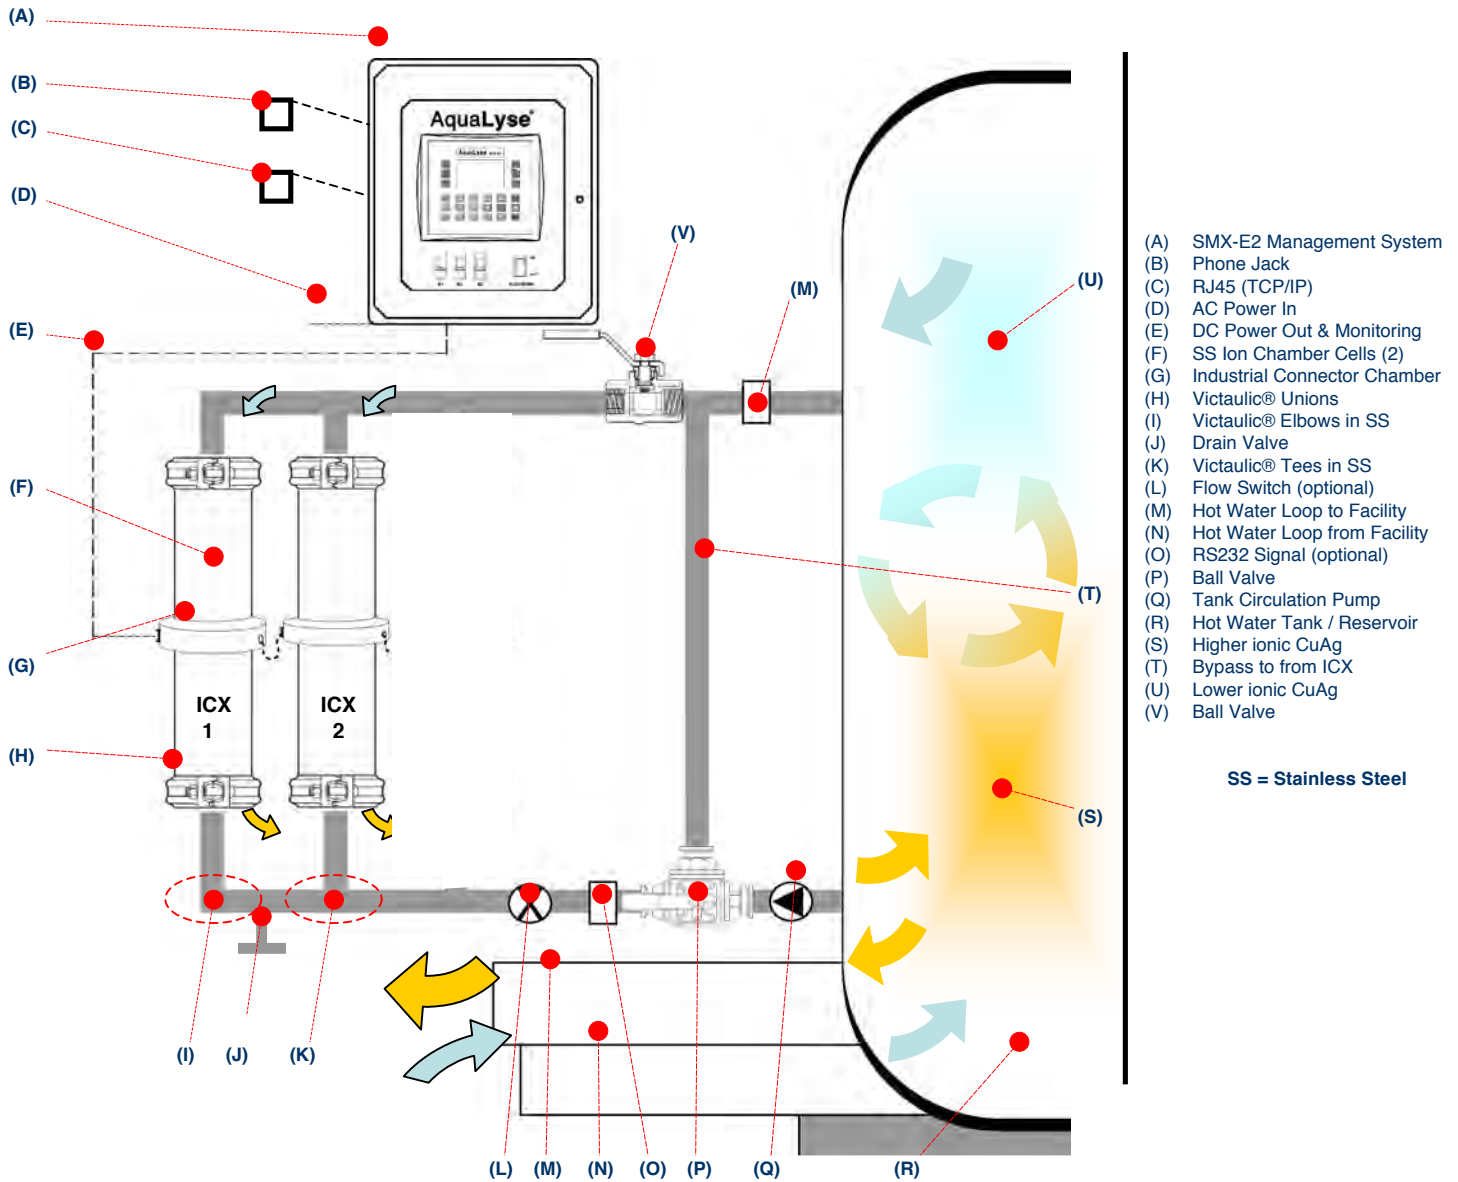 (A)
(B)
(C)
(D)
(E)
(F)
(G)
(H)
(I)
(J)
(K)
(L)
(M)
(N)
(O)
(P)
(Q)
(R)
(S)
(T)
(U)
(V)
(M)
AquaLyse®
AquaLyse
ICX
1
ICX
2
(A) SMX-E2 Management System
(B) Phone Jack
(C) RJ45 (TCP/IP)
(D) AC Power In
(E) DC Power Out & Monitoring
(F) SS Ion Chamber Cells (2)
(G) Industrial Connector Chamber
(H) Victaulic® Unions
(I) Victaulic® Elbows in SS
(J) Drain Valve
(K) Victaulic® Tees in SS
(L) Flow Switch (optional)
(M) Hot Water Loop to Facility
(N) Hot Water Loop from Facility
(O) RS232 Signal (optional)
(P) Ball Valve
(Q) Tank Circulation Pump
(R) Hot Water Tank / Reservoir
(S) Higher ionic CuAg
(T) Bypass to from ICX
(U) Lower ionic CuAg
(V) Ball Valve
SS = Stainless Steel